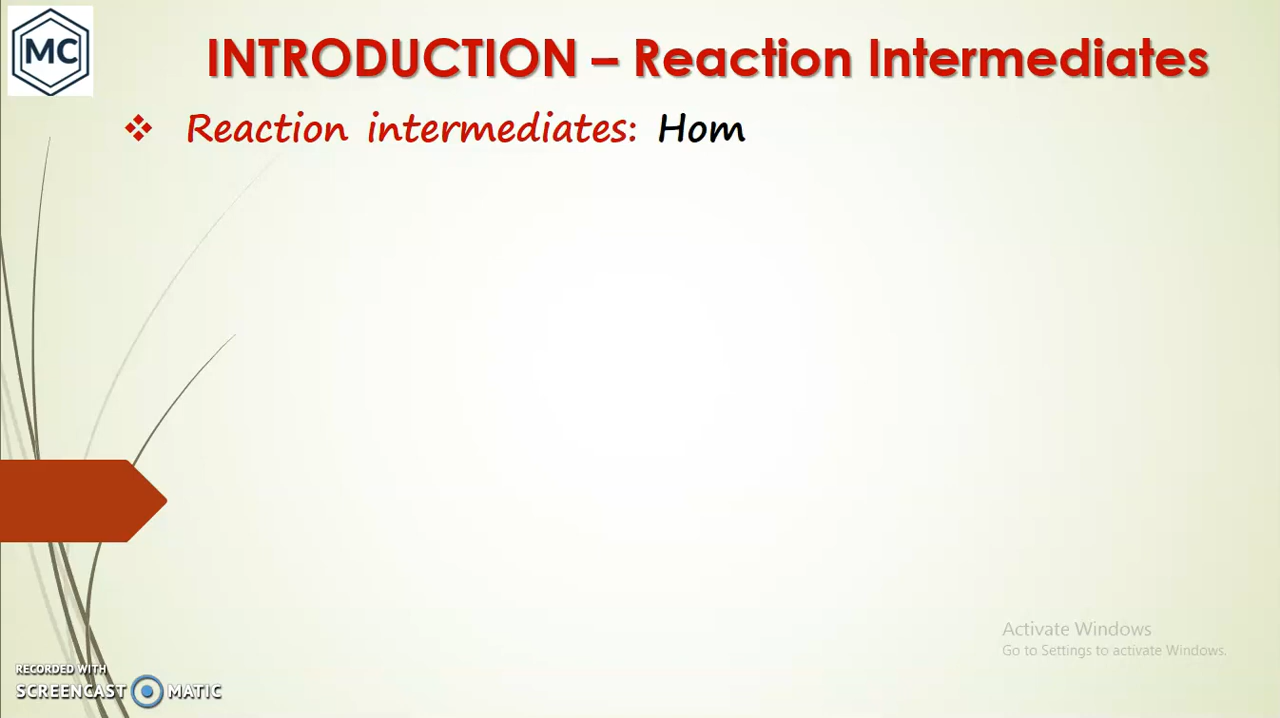 MC
INTRODUCTION – Reaction Intermediates
❖ Reaction intermediates: Hom
Activate Windows
Go to Settings to activate Windows.
RECORDED WITH
SCREENCAST MATIC